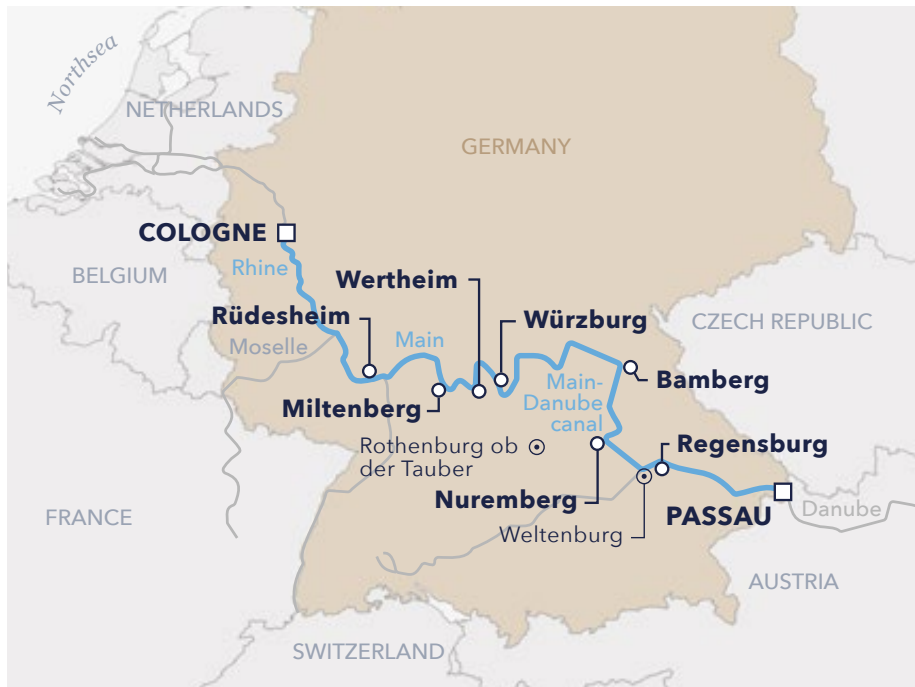 Northsea
NETHERLANDS
GERMANY
COLOGNE
BELGIUM
Rhine
Wertheim
Rüdesheim
Würzburg
CZECH REPUBLIC
Moselle
Main
Miltenberg
Main-
Danube
canal
Bamberg
Rothenburg ob
der Tauber
Regensburg
Nuremberg
FRANCE
Weltenburg
PASSAU
Danube
AUSTRIA
SWITZERLAND